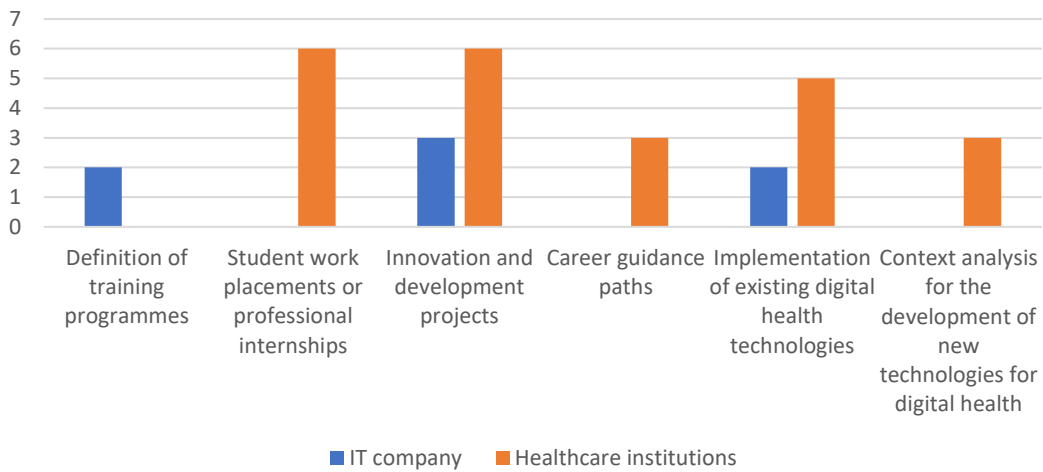 7
6
5
4
3
2
1
0
Definition of
training
programmes
Student work
placements or
professional
internships
Innovation and
development
projects
Career guidance
paths
Implementation
of existing digital
health
technologies
Context analysis
for the
development of
new
technologies for
digital health
IT company
Healthcare institutions